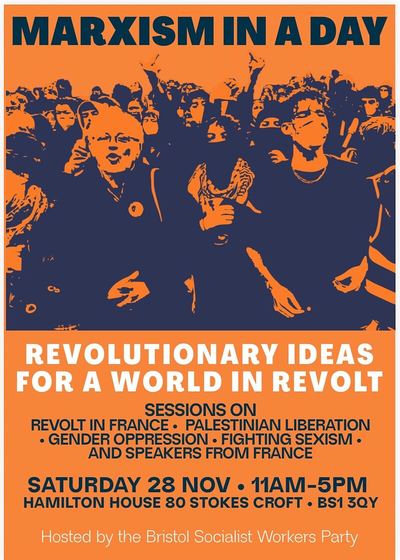 MARXISM IN A DAY
REVOLUTIONARY IDEAS
FOR A WORLD IN REVOLT
SESSIONS ON
REVOLT IN FRANCE • PALESTINIAN LIBERATION
• GENDER OPPRESSION • FIGHTING SEXISM •
AND SPEAKERS FROM FRANCE
SATURDAY 28 NOV • 11AM–5PM
HAMILTON HOUSE 80 STOKES CROFT • BS1 3QY
Hosted by the Bristol Socialist Workers Party